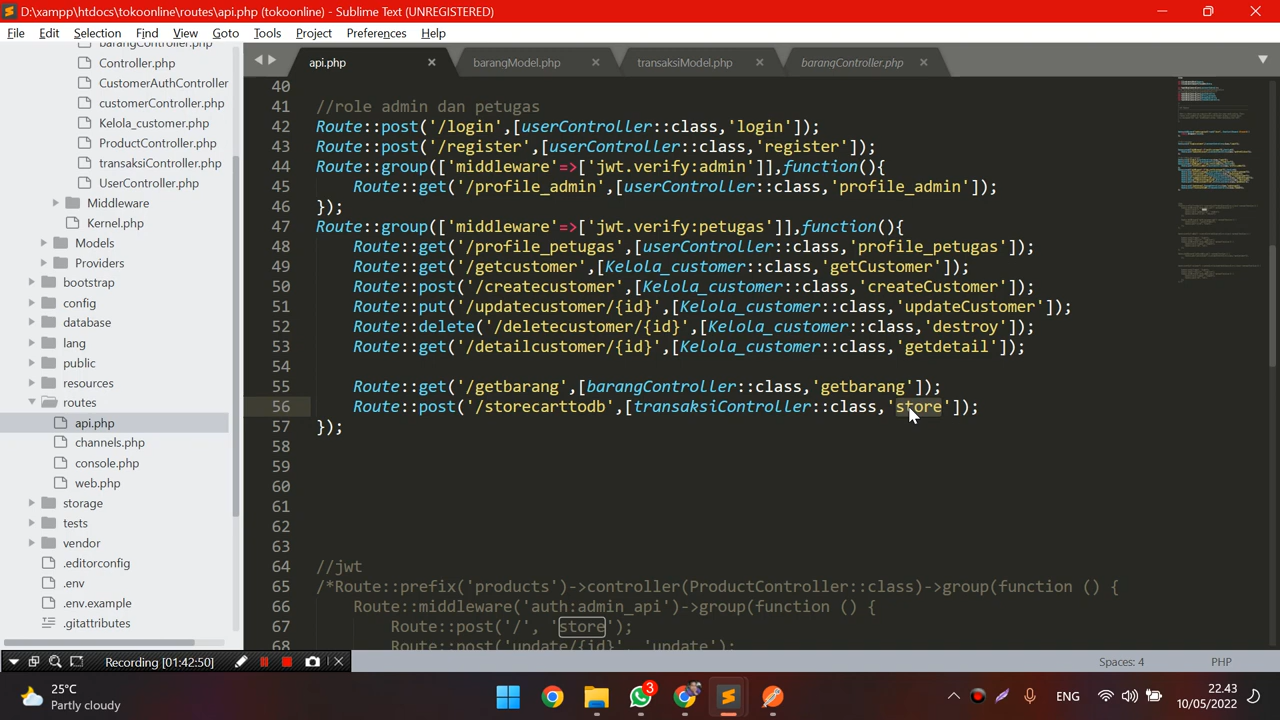 D:\xampp\htdocs\tokoonline\routes\api.php (tokoonline) - Sublime Text (UNREGISTERED)
File Edit Selection Find View Goto Tools Project Preferences Help
barangController.php
Controller.php
CustomerAuthController
customerController.php
Kelola_customer.php
ProductController.php
transaksiController.php
UserController.php
Middleware
Kernel.php
Models
Providers
bootstrap
config
database
lang
public
resources
routes
api.php
channels.php
console.php
web.php
storage
tests
vendor
.editorconfig
.env
.env.example
.gitattributes
api.php barangModel.php transaksiModel.php barangController.php
40
41 //role admin dan petugas
42 Route::post('/login',[userController::class,'login']);
43 Route::post('/register',[userController::class,'register']);
44 Route::group(['middleware'=>['jwt.verify:admin']],function(){
45 Route::get('/profile_admin',[userController::class,'profile_admin']);
46 });
47 Route::group(['middleware'=>['jwt.verify:petugas']],function(){
48 Route::get('/profile_petugas',[userController::class,'profile_petugas']);
49 Route::get('/getcustomer',[Kelola_customer::class,'getCustomer']);
50 Route::post('/createcustomer',[Kelola_customer::class,'createCustomer']);
51 Route::put('/updatecustomer/{id}',[Kelola_customer::class,'updateCustomer']);
52 Route::delete('/deletecustomer/{id}',[Kelola_customer::class,'destroy']);
53 Route::get('/detailcustomer/{id}',[Kelola_customer::class,'getdetail']);
54
55 Route::get('/getbarang',[barangController::class,'getbarang']);
56 Route::post('/storecarttodb',[transaksiController::class,'store']);
57 });
58
59
60
61
62
63
64 //jwt
65 /*Route::prefix('products')->controller(ProductController::class)->group(function () {
66 Route::middleware('auth:admin_api')->group(function () {
67 Route::post('/', 'store');
68 Route::post('update/{id}', 'update');
Recording [01:42:50]
Spaces: 4 PHP
25°C
Partly cloudy
3
ENG
22.43
10/05/2022